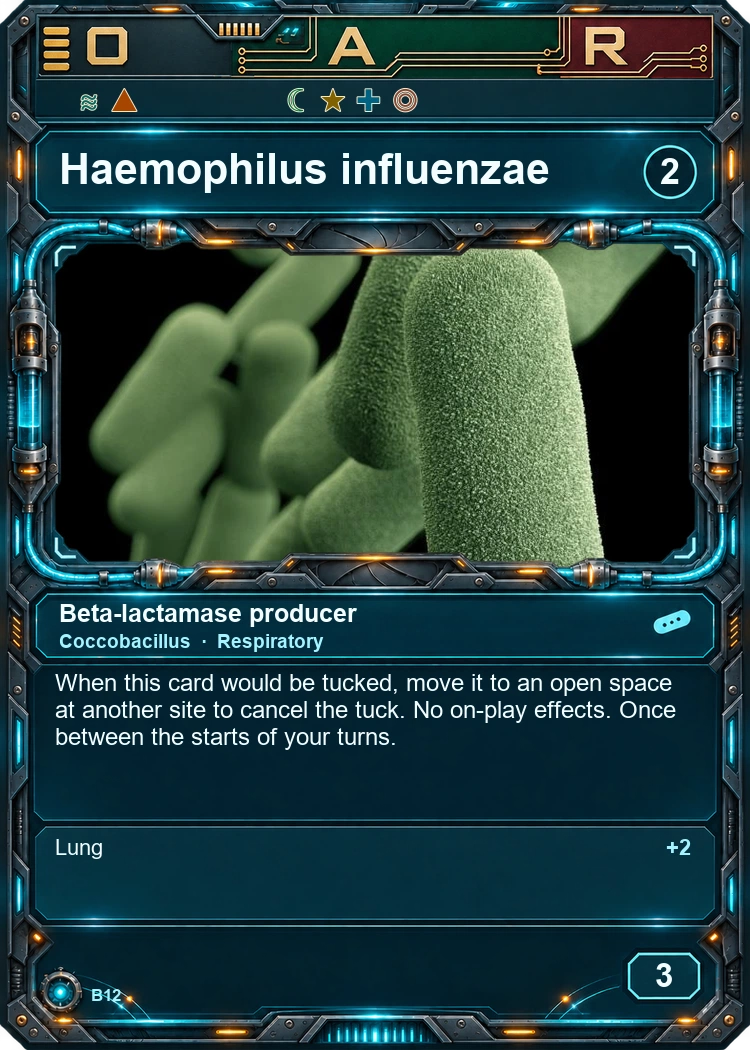 O A R
Haemophilus influenzae 2
Beta-lactamase producer
Coccobacillus · Respiratory
When this card would be tucked, move it to an open space
at another site to cancel the tuck. No on-play effects. Once
between the starts of your turns.
Lung +2
3
B12